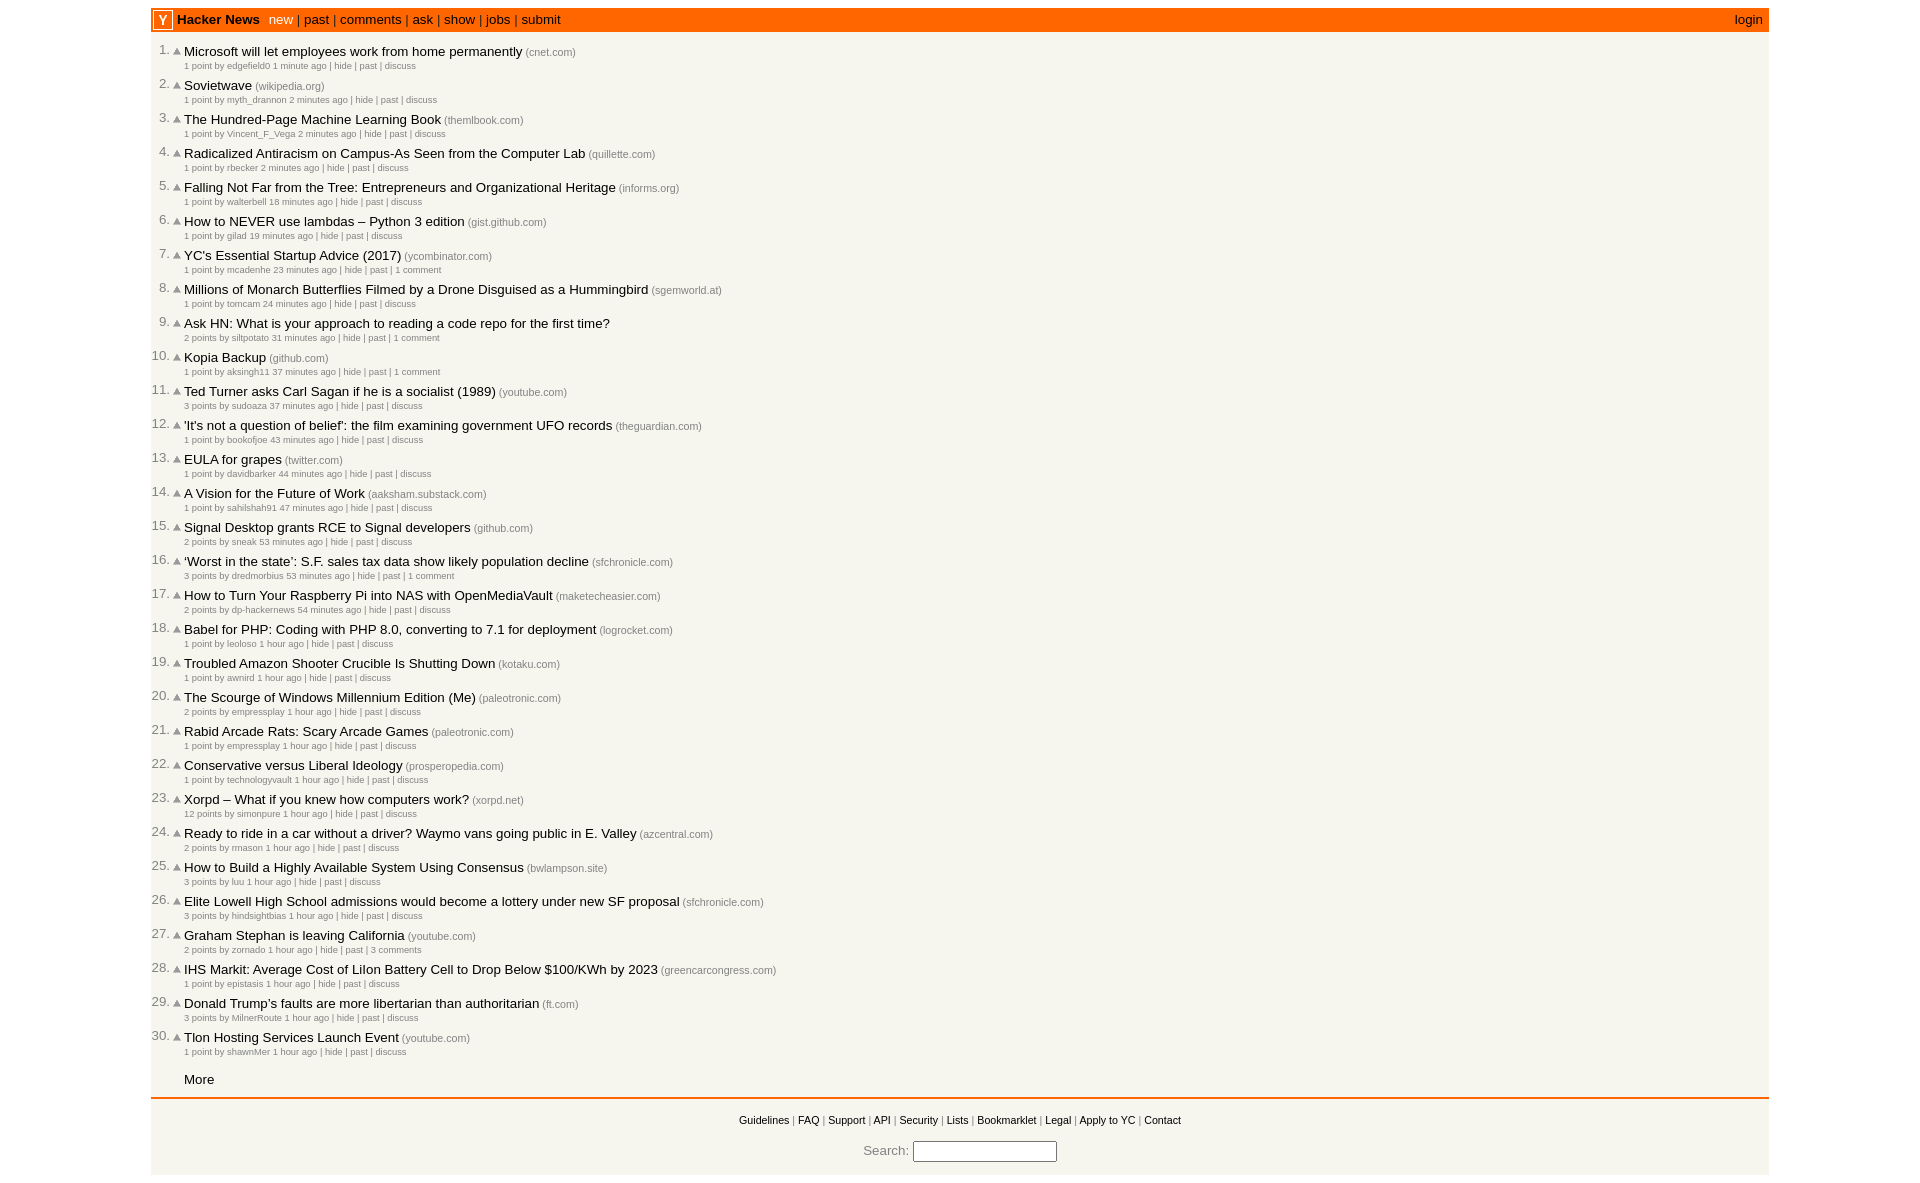 Y Hacker News new | past | comments | ask | show | jobs | submit login
1. Microsoft will let employees work from home permanently (cnet.com)
1 point by edgefield0 1 minute ago | hide | past | discuss
2. Sovietwave (wikipedia.org)
1 point by myth_drannon 2 minutes ago | hide | past | discuss
3. The Hundred-Page Machine Learning Book (themlbook.com)
1 point by Vincent_F_Vega 2 minutes ago | hide | past | discuss
4. Radicalized Antiracism on Campus-As Seen from the Computer Lab (quillette.com)
1 point by rbecker 2 minutes ago | hide | past | discuss
5. Falling Not Far from the Tree: Entrepreneurs and Organizational Heritage (informs.org)
1 point by walterbell 18 minutes ago | hide | past | discuss
6. How to NEVER use lambdas – Python 3 edition (gist.github.com)
1 point by gilad 19 minutes ago | hide | past | discuss
7. YC's Essential Startup Advice (2017) (ycombinator.com)
1 point by mcadenhe 23 minutes ago | hide | past | 1 comment
8. Millions of Monarch Butterflies Filmed by a Drone Disguised as a Hummingbird (sgemworld.at)
1 point by tomcam 24 minutes ago | hide | past | discuss
9. Ask HN: What is your approach to reading a code repo for the first time?
2 points by siltpotato 31 minutes ago | hide | past | 1 comment
10. Kopia Backup (github.com)
1 point by aksingh11 37 minutes ago | hide | past | 1 comment
11. Ted Turner asks Carl Sagan if he is a socialist (1989) (youtube.com)
3 points by sudoaza 37 minutes ago | hide | past | discuss
12. 'It's not a question of belief': the film examining government UFO records (theguardian.com)
1 point by bookofjoe 43 minutes ago | hide | past | discuss
13. EULA for grapes (twitter.com)
1 point by davidbarker 44 minutes ago | hide | past | discuss
14. A Vision for the Future of Work (aaksham.substack.com)
1 point by sahilshah91 47 minutes ago | hide | past | discuss
15. Signal Desktop grants RCE to Signal developers (github.com)
2 points by sneak 53 minutes ago | hide | past | discuss
16. ‘Worst in the state’: S.F. sales tax data show likely population decline (sfchronicle.com)
3 points by dredmorbius 53 minutes ago | hide | past | 1 comment
17. How to Turn Your Raspberry Pi into NAS with OpenMediaVault (maketecheasier.com)
2 points by dp-hackernews 54 minutes ago | hide | past | discuss
18. Babel for PHP: Coding with PHP 8.0, converting to 7.1 for deployment (logrocket.com)
1 point by leoloso 1 hour ago | hide | past | discuss
19. Troubled Amazon Shooter Crucible Is Shutting Down (kotaku.com)
1 point by awnird 1 hour ago | hide | past | discuss
20. The Scourge of Windows Millennium Edition (Me) (paleotronic.com)
2 points by empressplay 1 hour ago | hide | past | discuss
21. Rabid Arcade Rats: Scary Arcade Games (paleotronic.com)
1 point by empressplay 1 hour ago | hide | past | discuss
22. Conservative versus Liberal Ideology (prosperopedia.com)
1 point by technologyvault 1 hour ago | hide | past | discuss
23. Xorpd – What if you knew how computers work? (xorpd.net)
12 points by simonpure 1 hour ago | hide | past | discuss
24. Ready to ride in a car without a driver? Waymo vans going public in E. Valley (azcentral.com)
2 points by rmason 1 hour ago | hide | past | discuss
25. How to Build a Highly Available System Using Consensus (bwlampson.site)
3 points by luu 1 hour ago | hide | past | discuss
26. Elite Lowell High School admissions would become a lottery under new SF proposal (sfchronicle.com)
3 points by hindsightbias 1 hour ago | hide | past | discuss
27. Graham Stephan is leaving California (youtube.com)
2 points by zornado 1 hour ago | hide | past | 3 comments
28. IHS Markit: Average Cost of LiIon Battery Cell to Drop Below $100/KWh by 2023 (greencarcongress.com)
1 point by epistasis 1 hour ago | hide | past | discuss
29. Donald Trump’s faults are more libertarian than authoritarian (ft.com)
3 points by MilnerRoute 1 hour ago | hide | past | discuss
30. Tlon Hosting Services Launch Event (youtube.com)
1 point by shawnMer 1 hour ago | hide | past | discuss
More
Guidelines | FAQ | Support | API | Security | Lists | Bookmarklet | Legal | Apply to YC | Contact
Search: